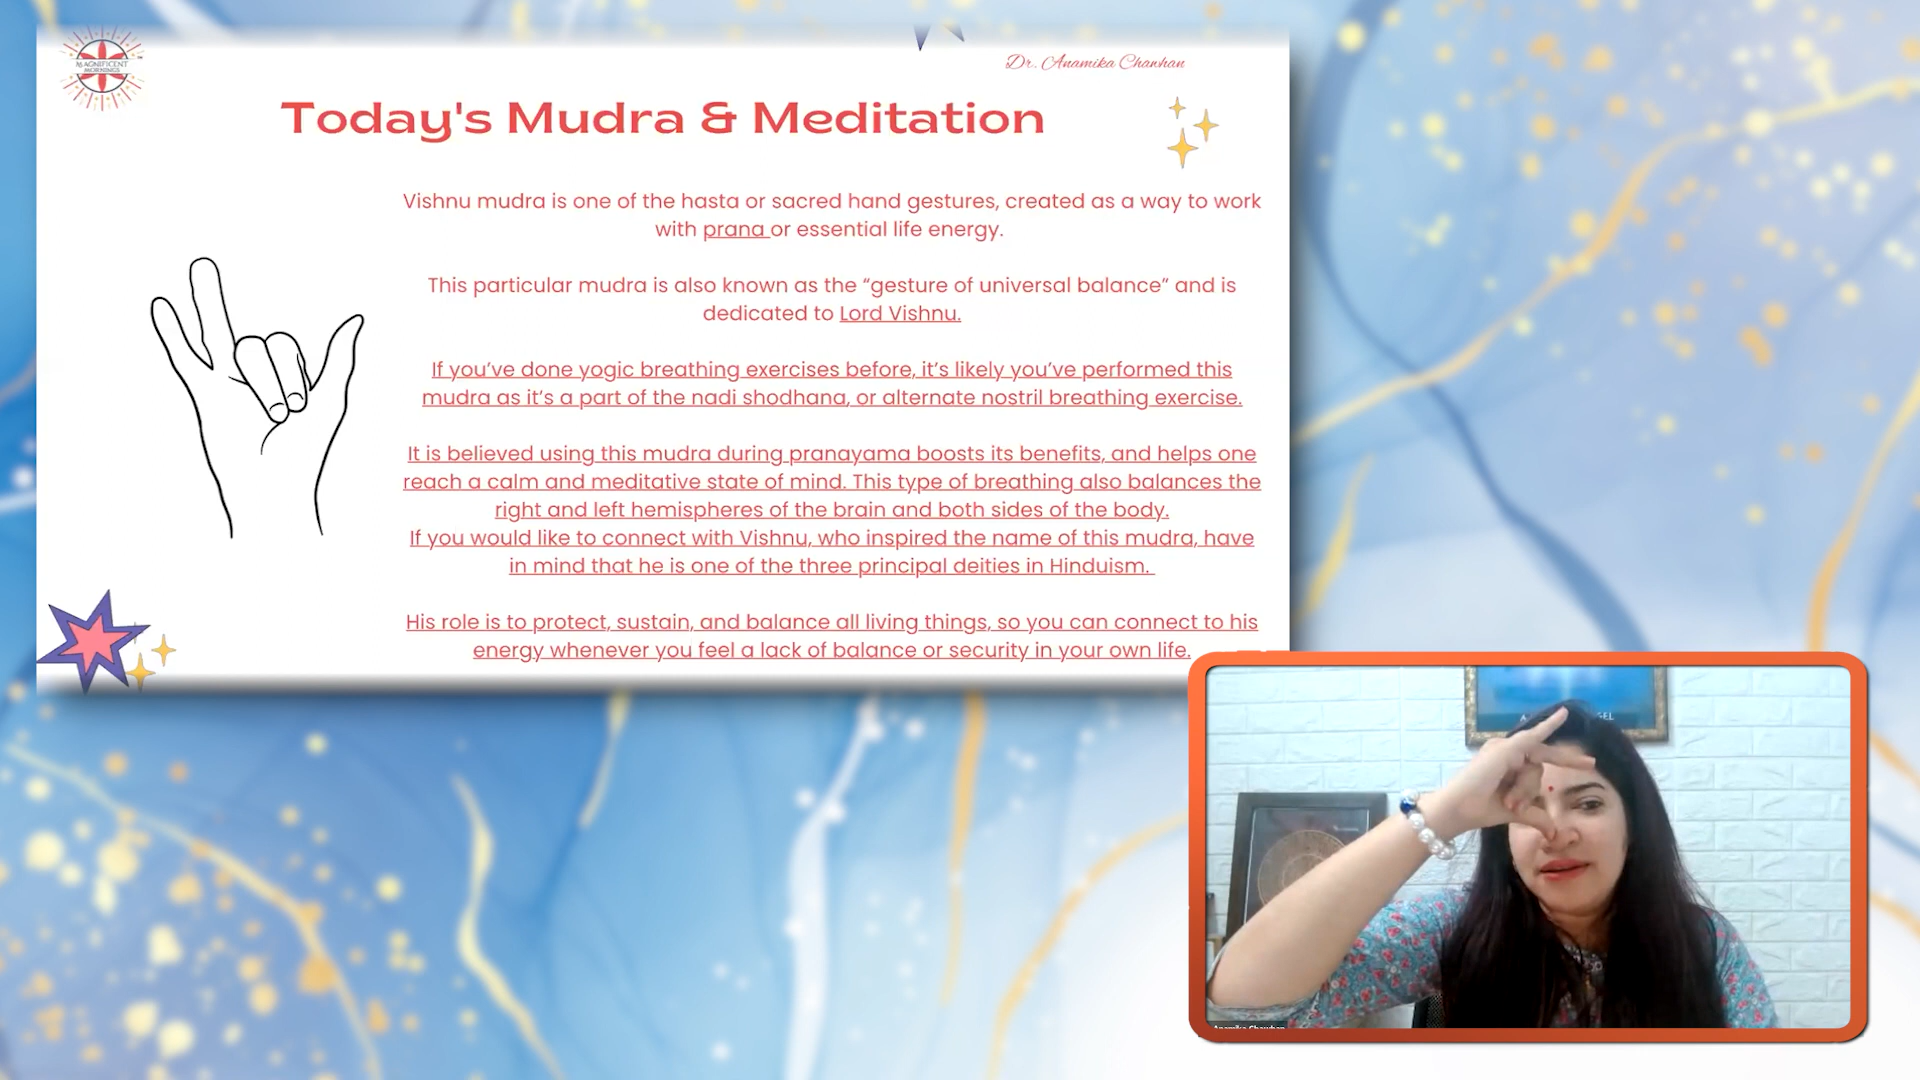 MAGNIFICENT
MORNINGS
Dr. Anamika Chawhan
Today's Mudra & Meditation
Vishnu mudra is one of the hasta or sacred hand gestures, created as a way to work
with prana or essential life energy.
This particular mudra is also known as the “gesture of universal balance” and is
dedicated to Lord Vishnu.
If you’ve done yogic breathing exercises before, it’s likely you’ve performed this
mudra as it’s a part of the nadi shodhana, or alternate nostril breathing exercise.
It is believed using this mudra during pranayama boosts its benefits, and helps one
reach a calm and meditative state of mind. This type of breathing also balances the
right and left hemispheres of the brain and both sides of the body.
If you would like to connect with Vishnu, who inspired the name of this mudra, have
in mind that he is one of the three principal deities in Hinduism.
His role is to protect, sustain, and balance all living things, so you can connect to his
energy whenever you feel a lack of balance or security in your own life.
Anamika Chawhan